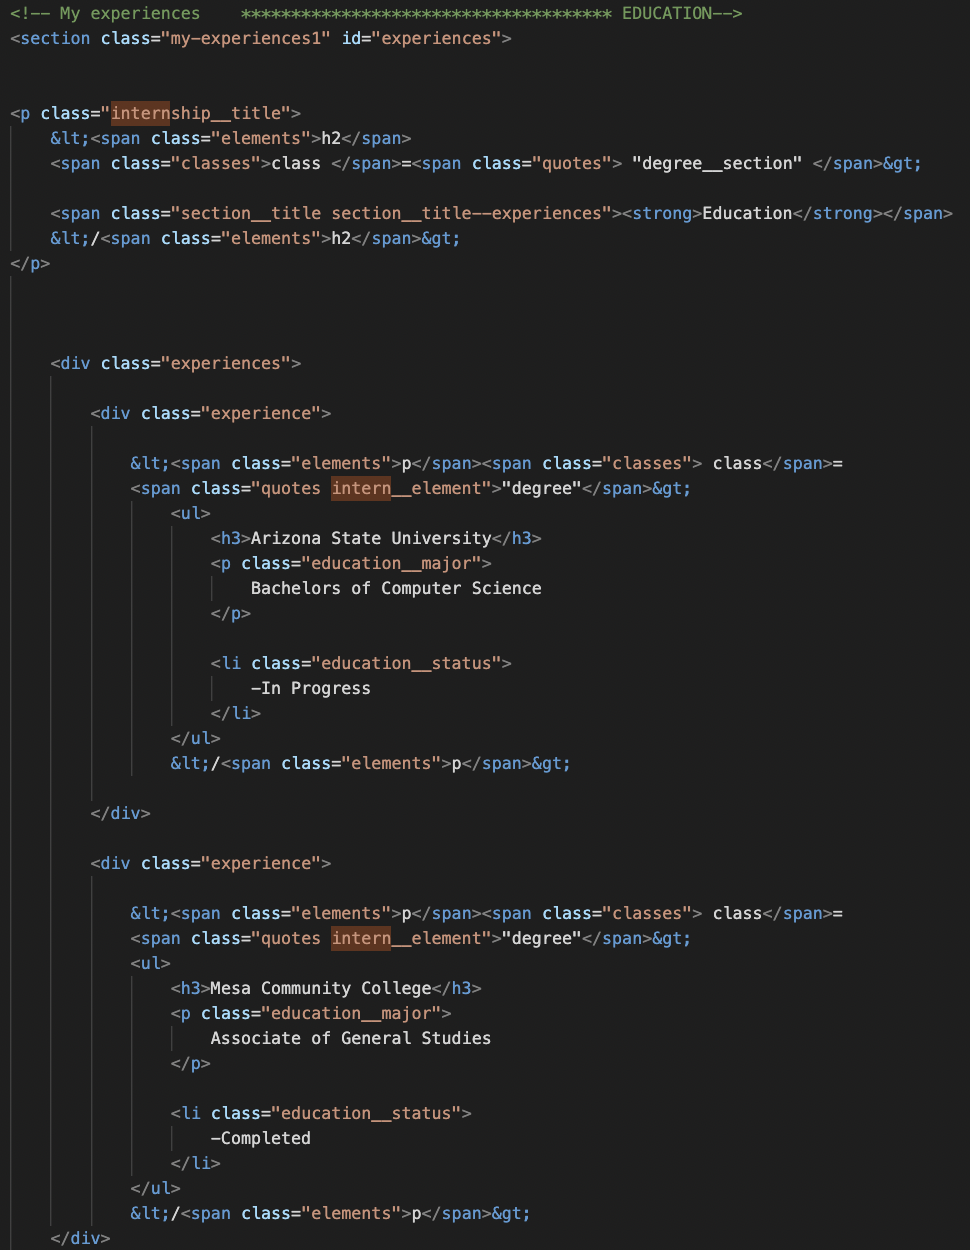 <!-- My experiences    ************************************* EDUCATION-->
<section class="my-experiences1" id="experiences">
<p class="internship__title">
&lt;<span class="elements">h2</span>
<span class="classes">class </span>=<span class="quotes"> "degree__section" </span>&gt;
<span class="section__title section__title--experiences"><strong>Education</strong></span>
&lt;/<span class="elements">h2</span>&gt;
</p>
<div class="experiences">
<div class="experience">
&lt;<span class="elements">p</span><span class="classes"> class</span>=
<span class="quotes intern__element">"degree"</span>&gt;
<ul>
<h3>Arizona State University</h3>
<p class="education__major">
Bachelors of Computer Science
</p>
<li class="education__status">
-In Progress
</li>
</ul>
&lt;/<span class="elements">p</span>&gt;
</div>
<div class="experience">
&lt;<span class="elements">p</span><span class="classes"> class</span>=
<span class="quotes intern__element">"degree"</span>&gt;
<ul>
<h3>Mesa Community College</h3>
<p class="education__major">
Associate of General Studies
</p>
<li class="education__status">
-Completed
</li>
</ul>
&lt;/<span class="elements">p</span>&gt;
</div>